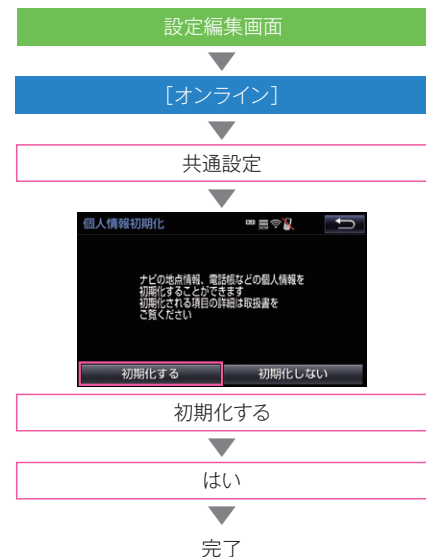 設定編集画面
[オンライン]
共通設定
個人情報初期化
ナビの地点情報、電話帳などの個人情報を
初期化することができます
初期化される項目の詳細は取扱書を
ご覧ください
初期化する
初期化しない
初期化する
はい
完了